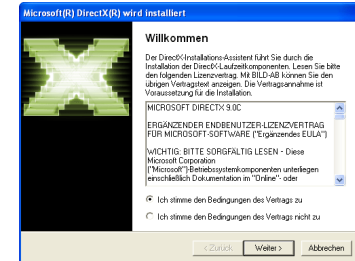 Microsoft(R) DirectX(R) wird installiert
Willkommen
Der DirectX-Installations-Assistent führt Sie durch die
Installation der DirectX-Laufzeitkomponenten. Lesen Sie bitte
den folgenden Lizenzvertrag. Mit BILD-AB können Sie den
übrigen Vertragstext anzeigen. Die Vertragsannahme ist
Voraussetzung für die Installation.
MICROSOFT DIRECTX 9.0C
ERGÄNZENDER ENDBENUTZER-LIZENZVERTRAG
FÜR MICROSOFT-SOFTWARE ("Ergänzendes EULA")
WICHTIG: BITTE SORGFÄLTIG LESEN - Diese
Microsoft Corporation
("Microsoft")-Betriebssystemkomponenten unterliegen
einschließlich Dokumentation im "Online"- oder
Ich stimme den Bedingungen des Vertrags zu
Ich stimme den Bedingungen des Vertrags nicht zu
< Zurück Weiter > Abbrechen